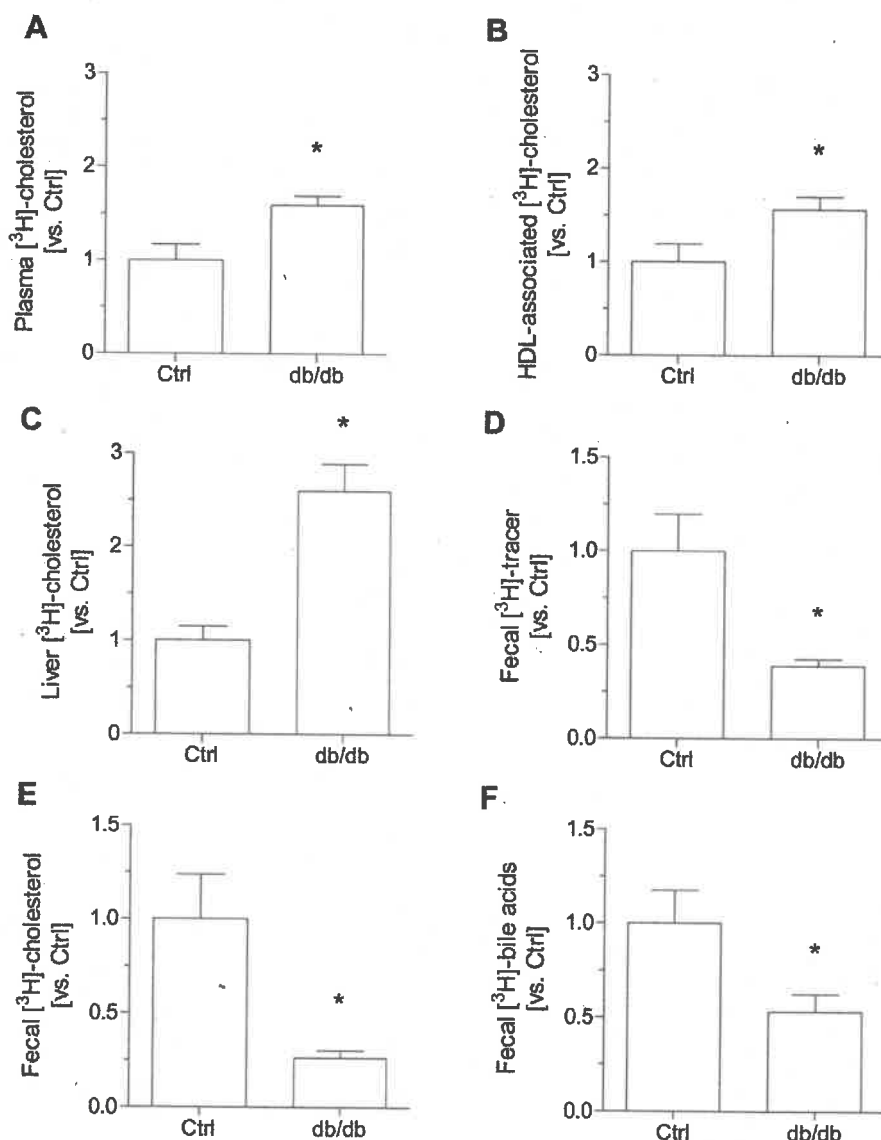 A
Plasma [³H]-cholesterol
[vs. Ctrl]
3
2
1
0
*
Ctrl
db/db
B
HDL-associated [³H]-cholesterol
[vs. Ctrl]
3
2
1
0
*
Ctrl
db/db
C
Liver [³H]-cholesterol
[vs. Ctrl]
3
2
1
0
*
Ctrl
db/db
D
Fecal [³H]-tracer
[vs. Ctrl]
1.5
1.0
0.5
0.0
*
Ctrl
db/db
E
Fecal [³H]-cholesterol
[vs. Ctrl]
1.5
1.0
0.5
0.0
*
Ctrl
db/db
F
Fecal [³H]-bile acids
[vs. Ctrl]
1.5
1.0
0.5
0.0
*
Ctrl
db/db